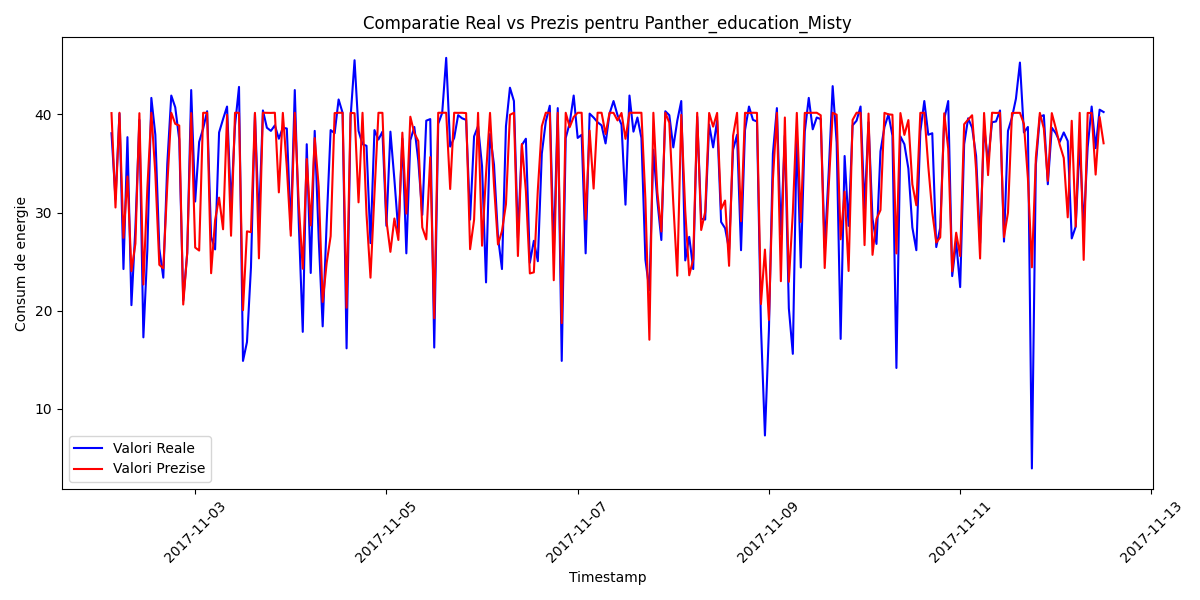 Comparatie Real vs Prezis pentru Panther_education_Misty
Consum de energie
40
30
20
10
Valori Reale
Valori Prezise
2017-11-03
2017-11-05
2017-11-07
2017-11-09
2017-11-11
2017-11-13
Timestamp